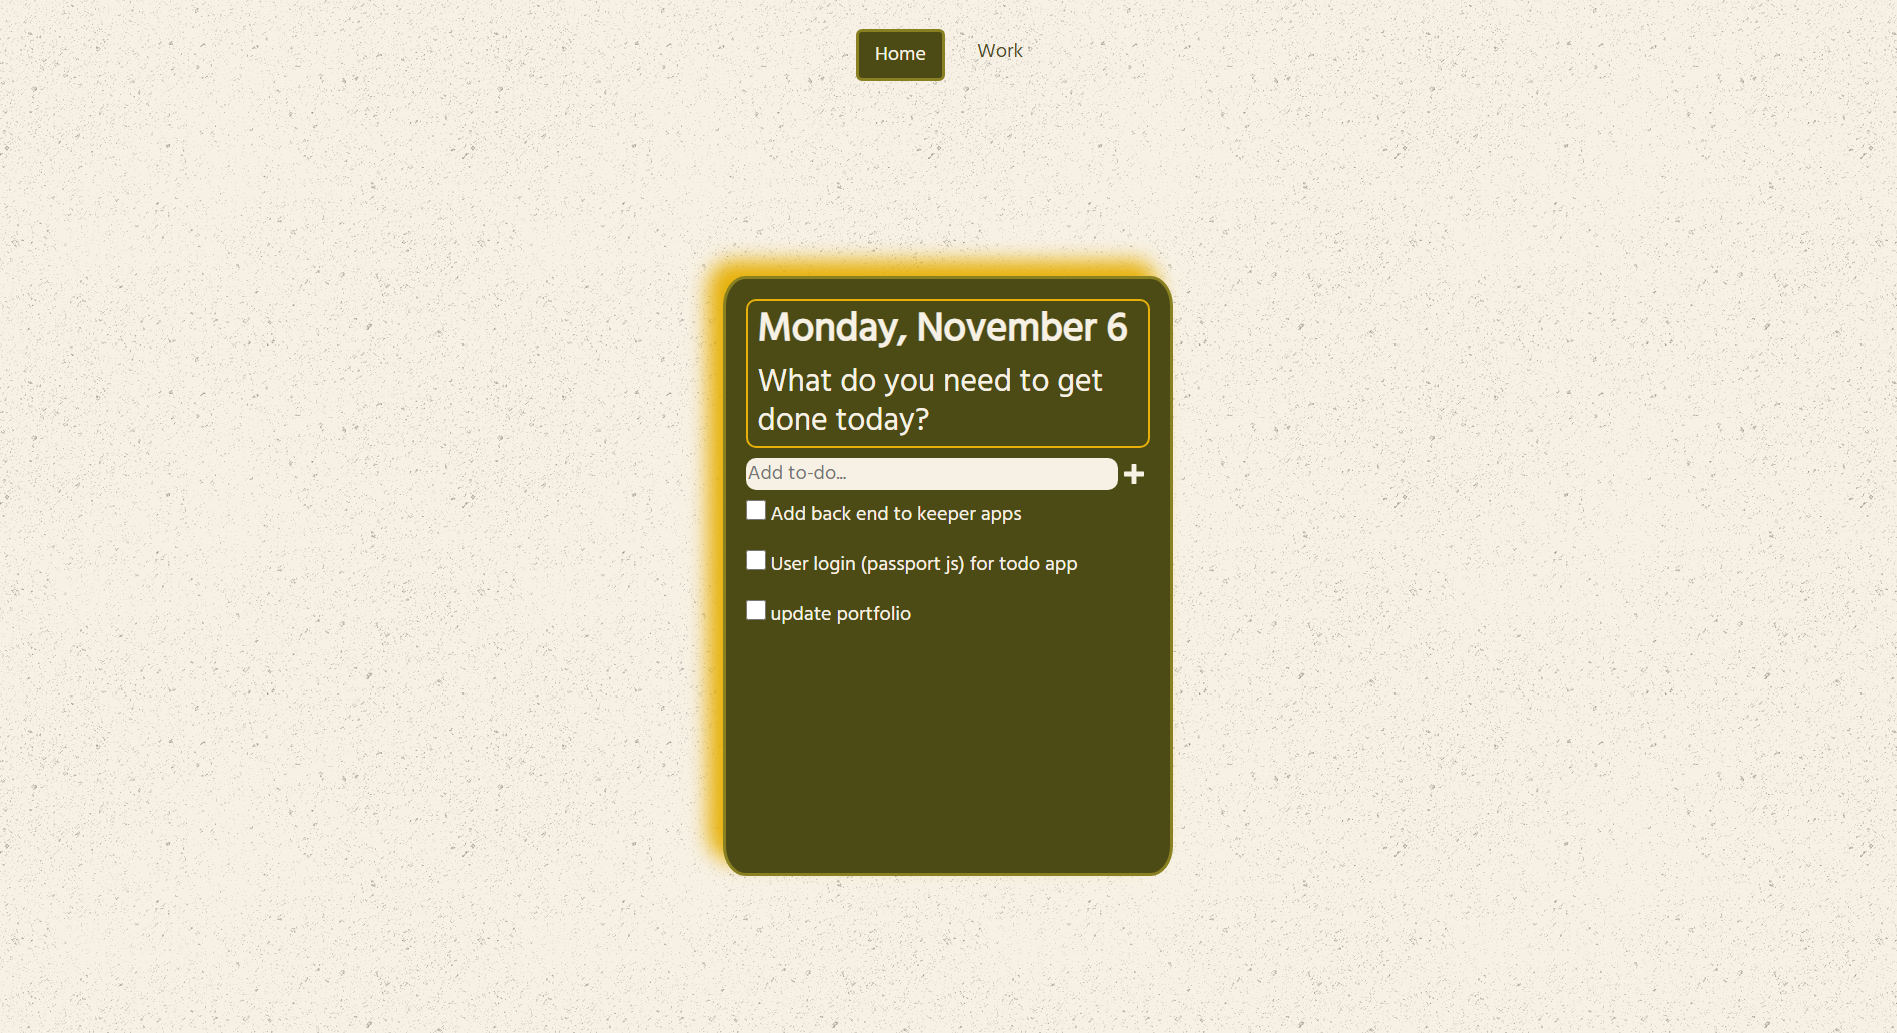 Home Work
Monday, November 6
What do you need to get
done today?
Add to-do...
Add back end to keeper apps
User login (passport js) for todo app
update portfolio